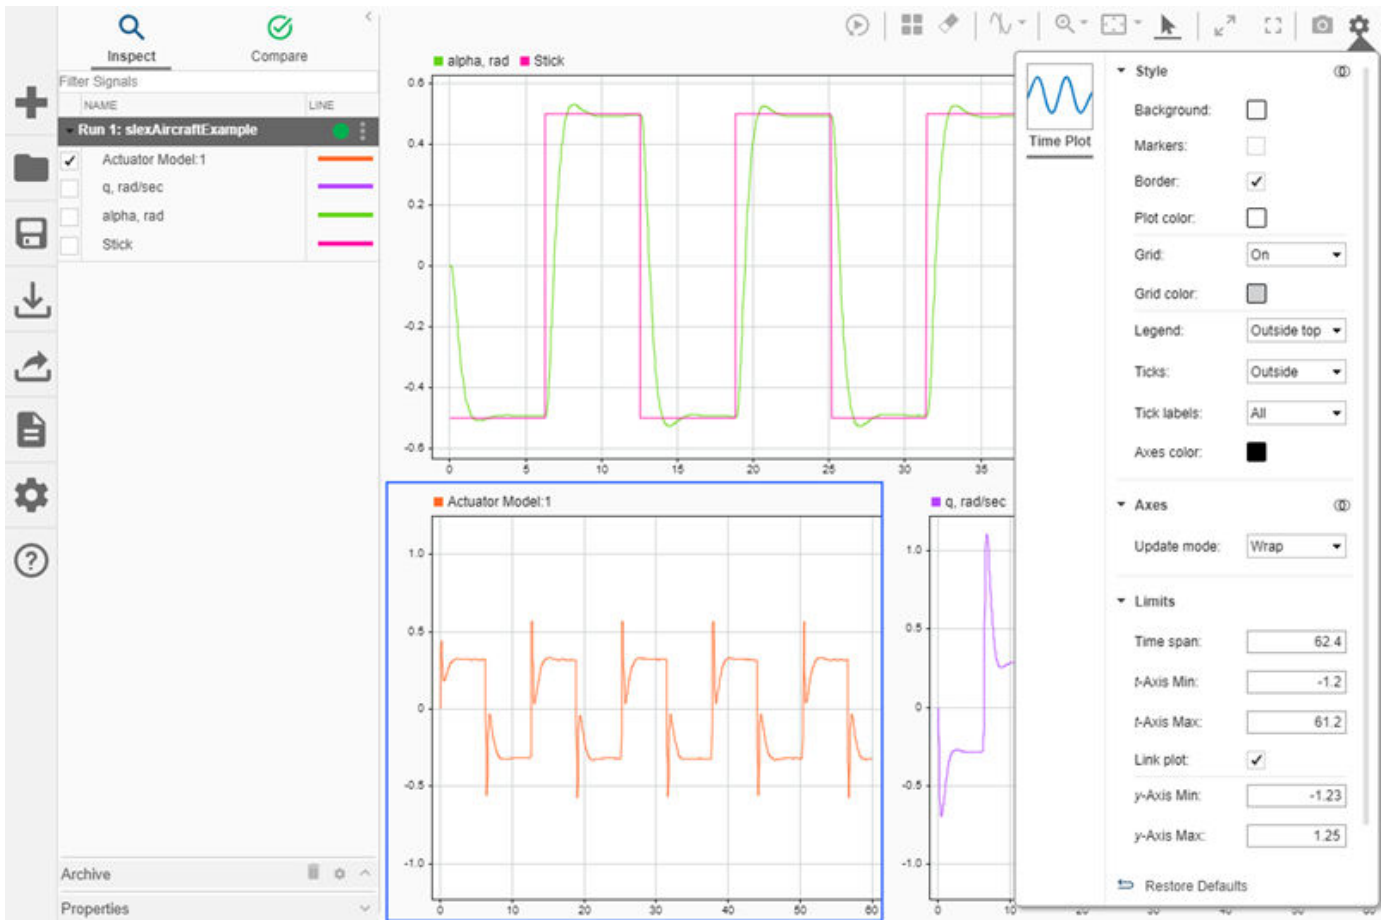 Inspect
Compare
Filter Signals
NAME
LINE
Run 1: slexAircraftExample
Actuator Model:1
q, rad/sec
alpha, rad
Stick
Archive
Properties
alpha, rad Stick
0.6
0.4
0.2
0
-0.2
-0.4
-0.6
0 5 10 15 20 25 30 35
Actuator Model:1
1.0
0.5
0
-0.5
-1.0
0 10 20 30 40 50 60
q, rad/sec
1.0
0.5
0
-0.5
-1.0
0 10 20 30 40 50 60
Time Plot
Style
Background:
Markers:
Border:
Plot color:
Grid: On
Grid color:
Legend: Outside top
Ticks: Outside
Tick labels: All
Axes color:
Axes
Update mode: Wrap
Limits
Time span: 62.4
t-Axis Min: -1.2
t-Axis Max: 61.2
Link plot:
y-Axis Min: -1.23
y-Axis Max: 1.25
Restore Defaults